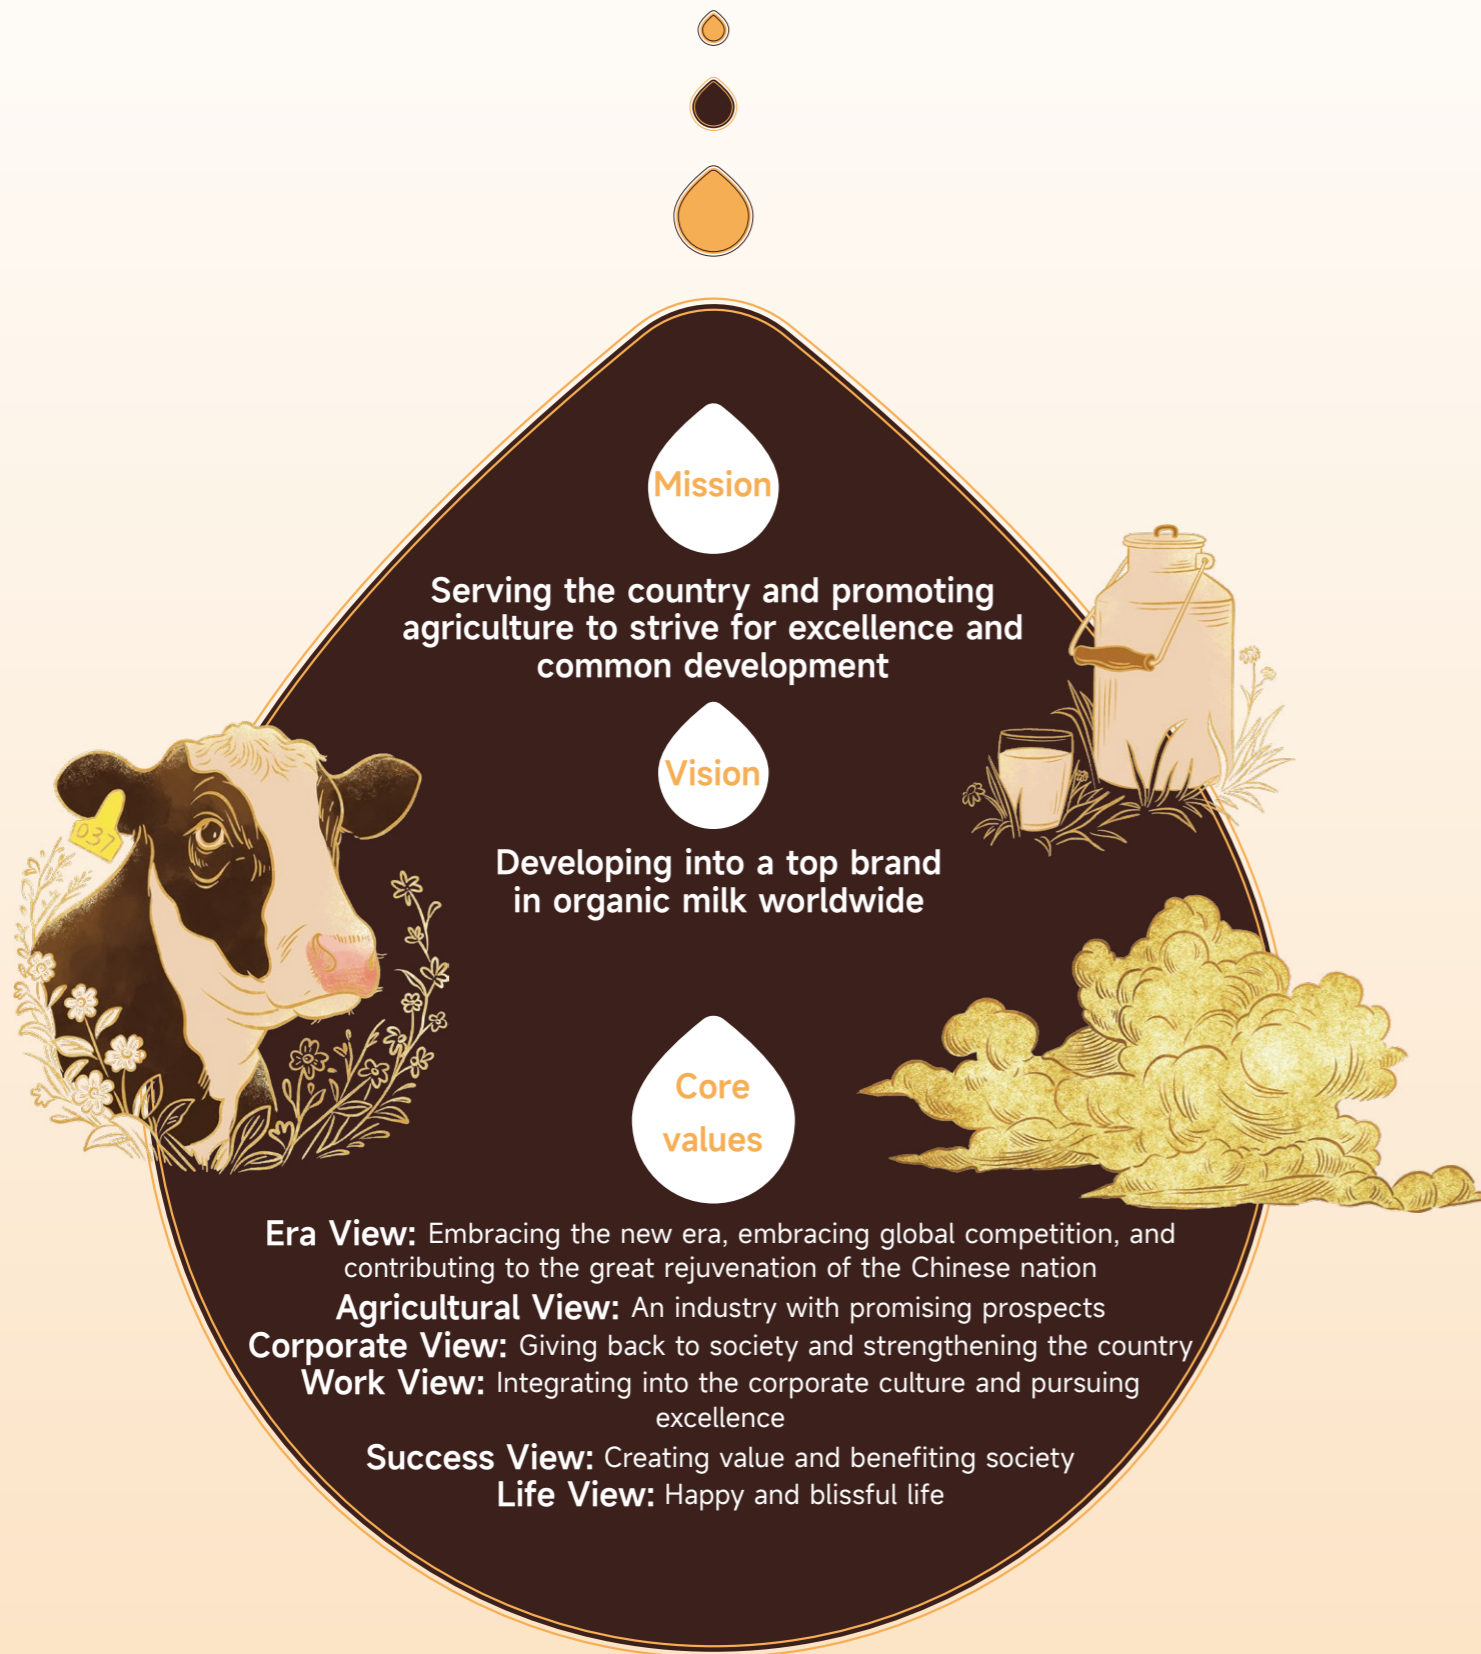 Mission
Serving the country and promoting
agriculture to strive for excellence and
common development
Vision
Developing into a top brand
in organic milk worldwide
037
Core
values
Era View: Embracing the new era, embracing global competition, and
contributing to the great rejuvenation of the Chinese nation
Agricultural View: An industry with promising prospects
Corporate View: Giving back to society and strengthening the country
Work View: Integrating into the corporate culture and pursuing
excellence
Success View: Creating value and benefiting society
Life View: Happy and blissful life